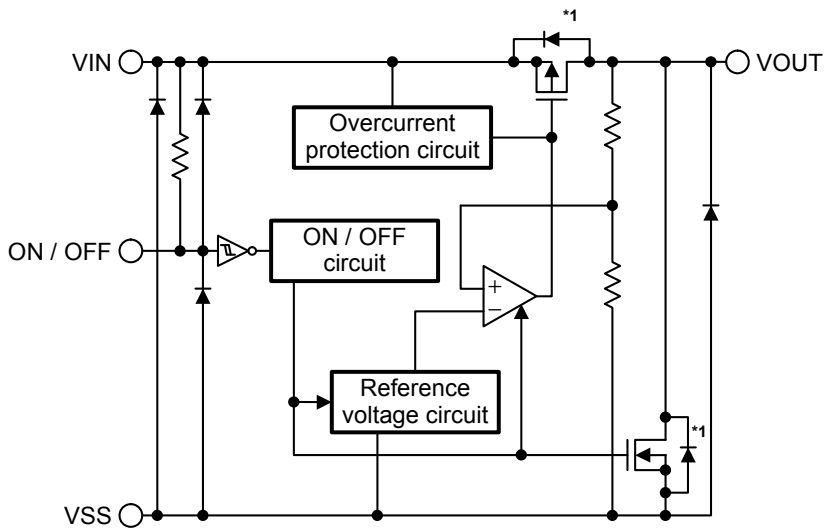 *1
VIN
VOUT
Overcurrent
protection circuit
ON / OFF
ON / OFF
circuit
+
−
Reference
voltage circuit
*1
VSS